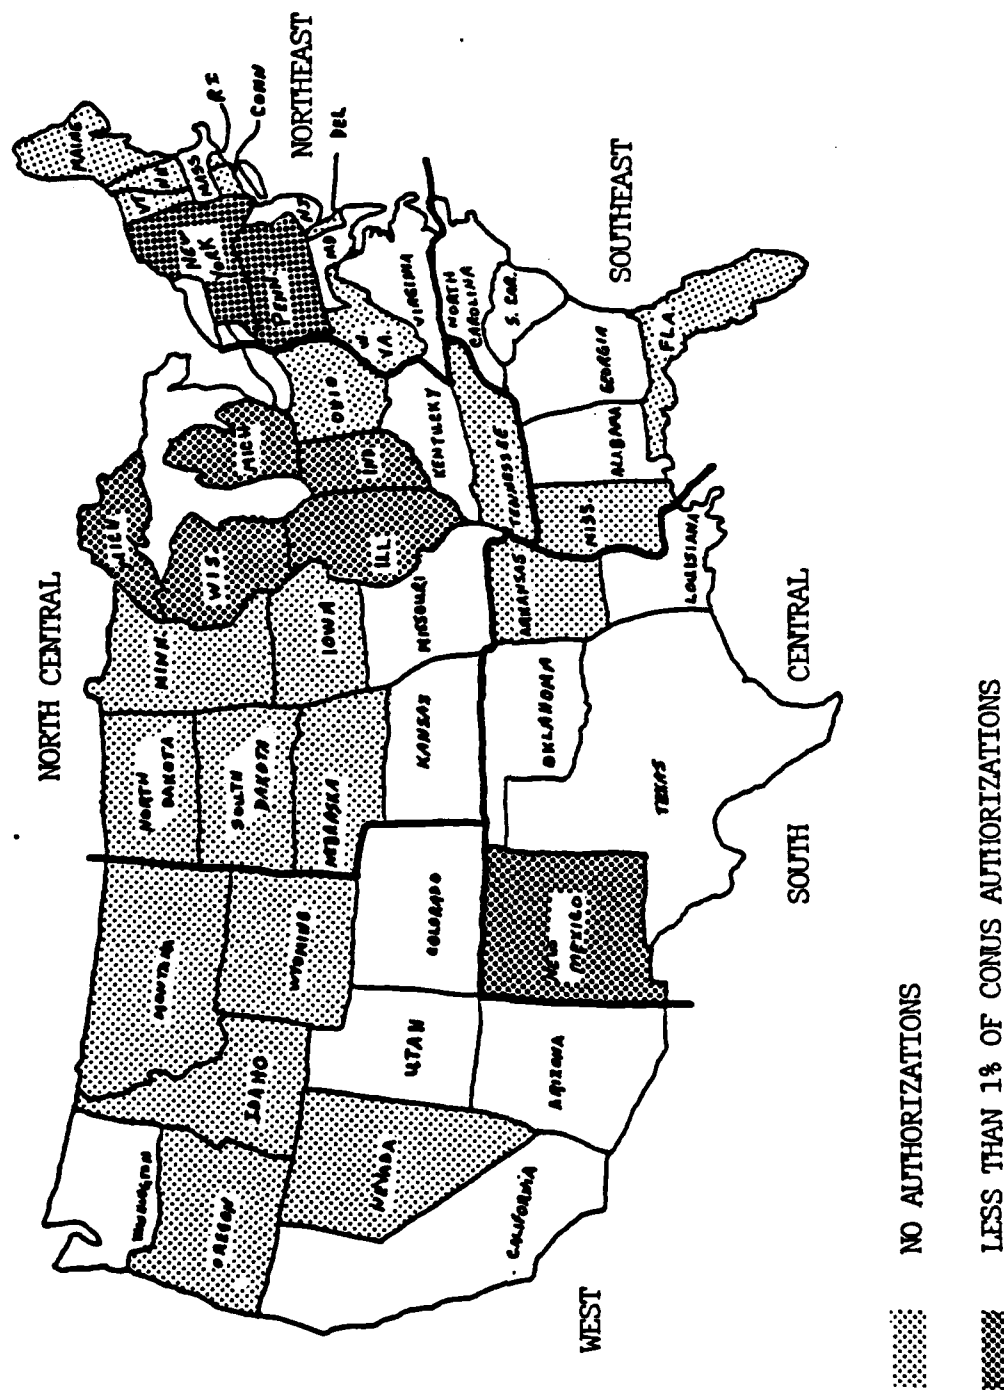 NORTH CENTRAL
NORTHEAST
SOUTHEAST
SOUTH
CENTRAL
WEST
WASHINGTON
OREGON
CALIFORNIA
NEVADA
IDAHO
MONTANA
WYOMING
UTAH
ARIZONA
COLORADO
NEW
MEXICO
NORTH
DAKOTA
SOUTH
DAKOTA
NEBRASKA
KANSAS
OKLAHOMA
TEXAS
MINN
IOWA
MISSOURI
ARKANSAS
LOUISIANA
WIS.
MICH
MICH
ILL
IND
OHIO
KENTUCKY
TENNESSEE
MISS
ALABAMA
GEORGIA
FLA.
S. CAR.
NORTH
CAROLINA
VIRGINIA
W.
VA.
MD
DEL
NJ
PENN.
NEW
YORK
VT
NH
MAINE
MASS
RI
CONN
NO AUTHORIZATIONS
LESS THAN 1% OF CONUS AUTHORIZATIONS